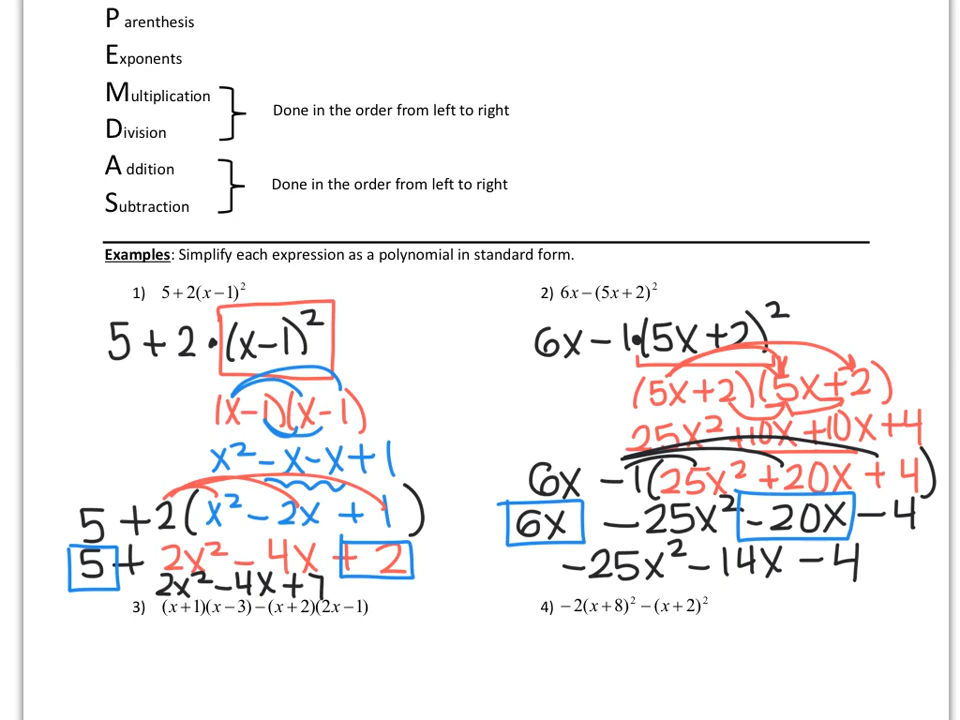 P arenthesis
Exponents
Multiplication
Done in the order from left to right
Division
A ddition
Done in the order from left to right
Subtraction
Examples: Simplify each expression as a polynomial in standard form.
1) 5+2(x−1)²
5+2·(x−1)²
(x−1)(x−1)
x²−x−x+1
5+2(x²−2x+1)
5+2x²−4x+2
2x²−4x+7
2) 6x−(5x+2)²
6x−1·(5x+2)²
(5x+2)(5x+2)
25x²+10x+10x+4
6x−1(25x²+20x+4)
6x−25x²−20x−4
−25x²−14x−4
3) (x+1)(x−3)−(x+2)(2x−1)
4) −2(x+8)²−(x+2)²